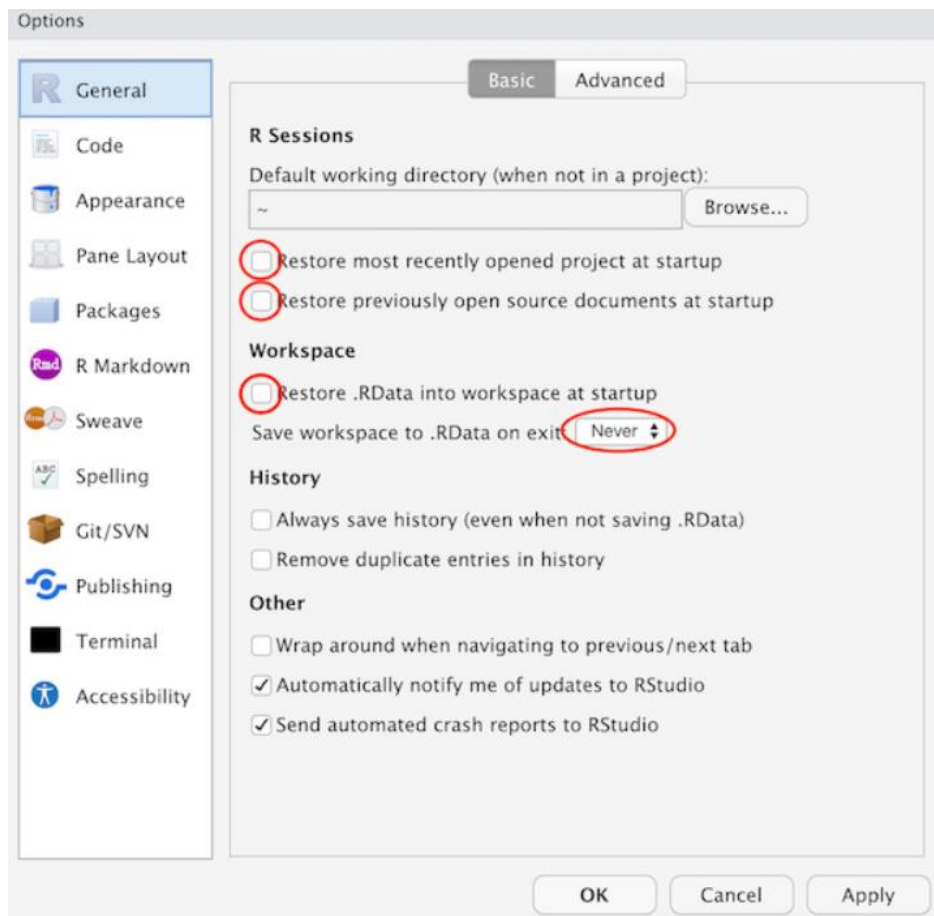 Options
General
Code
Appearance
Pane Layout
Packages
R Markdown
Sweave
Spelling
Git/SVN
Publishing
Terminal
Accessibility
Basic Advanced
R Sessions
Default working directory (when not in a project):
~ Browse...
Restore most recently opened project at startup
Restore previously open source documents at startup
Workspace
Restore .RData into workspace at startup
Save workspace to .RData on exit: Never
History
Always save history (even when not saving .RData)
Remove duplicate entries in history
Other
Wrap around when navigating to previous/next tab
Automatically notify me of updates to RStudio
Send automated crash reports to RStudio
OK Cancel Apply